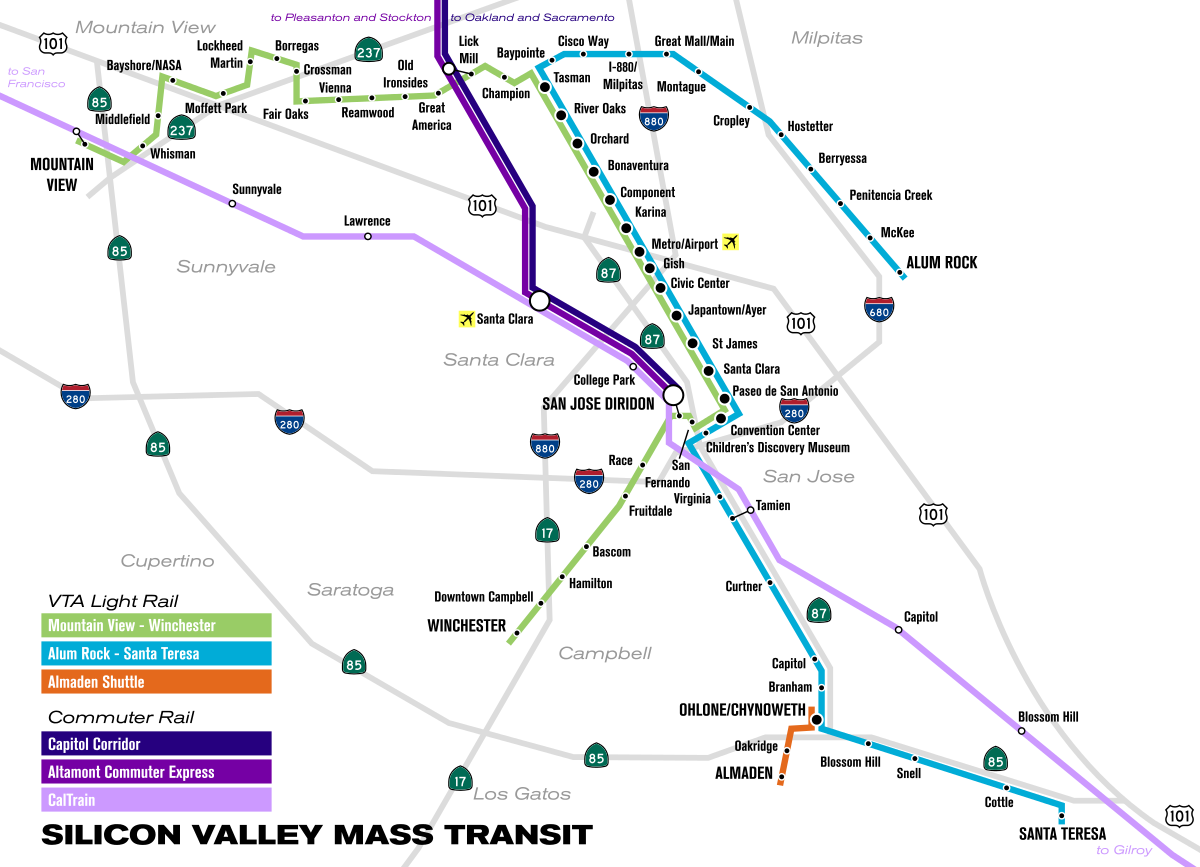 to Pleasanton and Stockton
to Oakland and Sacramento
Mountain View
101
Lockheed
Martin
Borregas
237
Lick
Mill
Baypointe
Cisco Way
Great Mall/Main
Milpitas
to San
Francisco
Bayshore/NASA
Crossman
Old
Ironsides
Tasman
I-880/
Milpitas
Montague
85
Moffett Park
Vienna
Champion
Middlefield
237
Fair Oaks
Reamwood
Great
America
River Oaks
880
Cropley
Hostetter
MOUNTAIN
VIEW
Whisman
Orchard
Berryessa
Bonaventura
Sunnyvale
101
Component
Penitencia Creek
Lawrence
Karina
McKee
85
Metro/Airport
Sunnyvale
87
Gish
ALUM ROCK
Civic Center
Santa Clara
Japantown/Ayer
680
101
87
St James
Santa Clara
College Park
Santa Clara
280
SAN JOSE DIRIDON
Paseo de San Antonio
280
280
Convention Center
85
880
Children's Discovery Museum
Race
San
Fernando
San Jose
280
Virginia
Fruitdale
Tamien
101
17
Cupertino
Bascom
Saratoga
Hamilton
Curtner
Downtown Campbell
87
Capitol
WINCHESTER
Campbell
85
Capitol
Branham
OHLONE/CHYNOWETH
Blossom Hill
Oakridge
85
Blossom Hill
85
ALMADEN
Snell
17
Los Gatos
Cottle
101
SANTA TERESA
to Gilroy
VTA Light Rail
Mountain View - Winchester
Alum Rock - Santa Teresa
Almaden Shuttle
Commuter Rail
Capitol Corridor
Altamont Commuter Express
CalTrain
SILICON VALLEY MASS TRANSIT